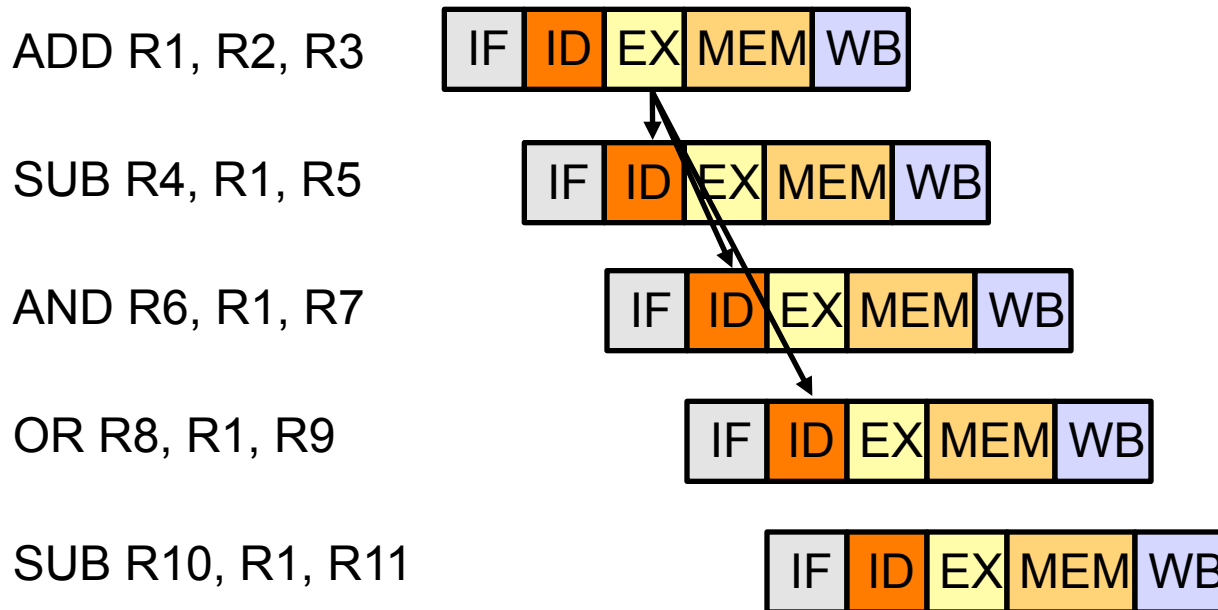 ADD R1, R2, R3 IF ID EX MEM WB
SUB R4, R1, R5 IF ID EX MEM WB
AND R6, R1, R7 IF ID EX MEM WB
OR R8, R1, R9 IF ID EX MEM WB
SUB R10, R1, R11 IF ID EX MEM WB